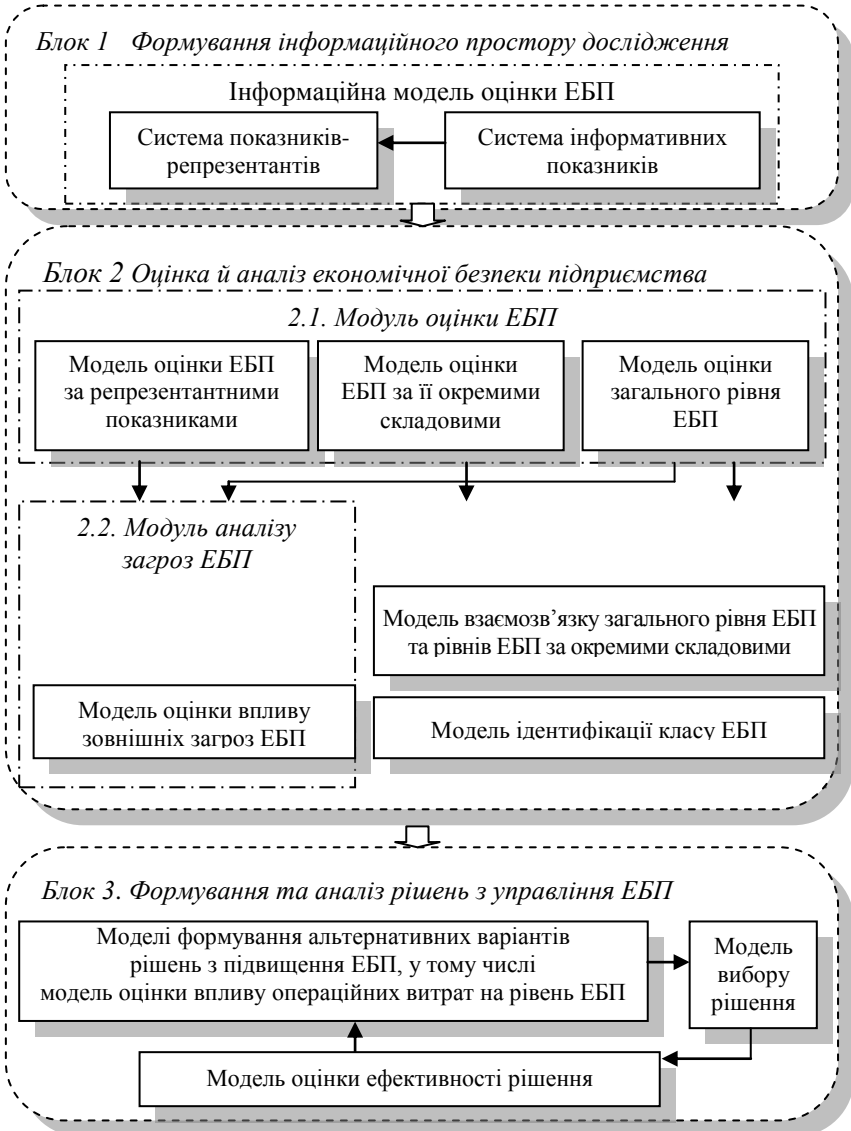 Блок 1 Формування інформаційного простору дослідження
Інформаційна модель оцінки ЕБП
Система показників-
репрезентантів
Система інформативних
показників
Блок 2 Оцінка й аналіз економічної безпеки підприємства
2.1. Модуль оцінки ЕБП
Модель оцінки ЕБП
за репрезентантними
показниками
Модель оцінки
ЕБП за її окремими
складовими
Модель оцінки
загального рівня
ЕБП
2.2. Модуль аналізу
загроз ЕБП
Модель взаємозв’язку загального рівня ЕБП
та рівнів ЕБП за окремими складовими
Модель оцінки впливу
зовнішніх загроз ЕБП
Модель ідентифікації класу ЕБП
Блок 3. Формування та аналіз рішень з управління ЕБП
Моделі формування альтернативних варіантів
рішень з підвищення ЕБП, у тому числі
модель оцінки впливу операційних витрат на рівень ЕБП
Модель
вибору
рішення
Модель оцінки ефективності рішення